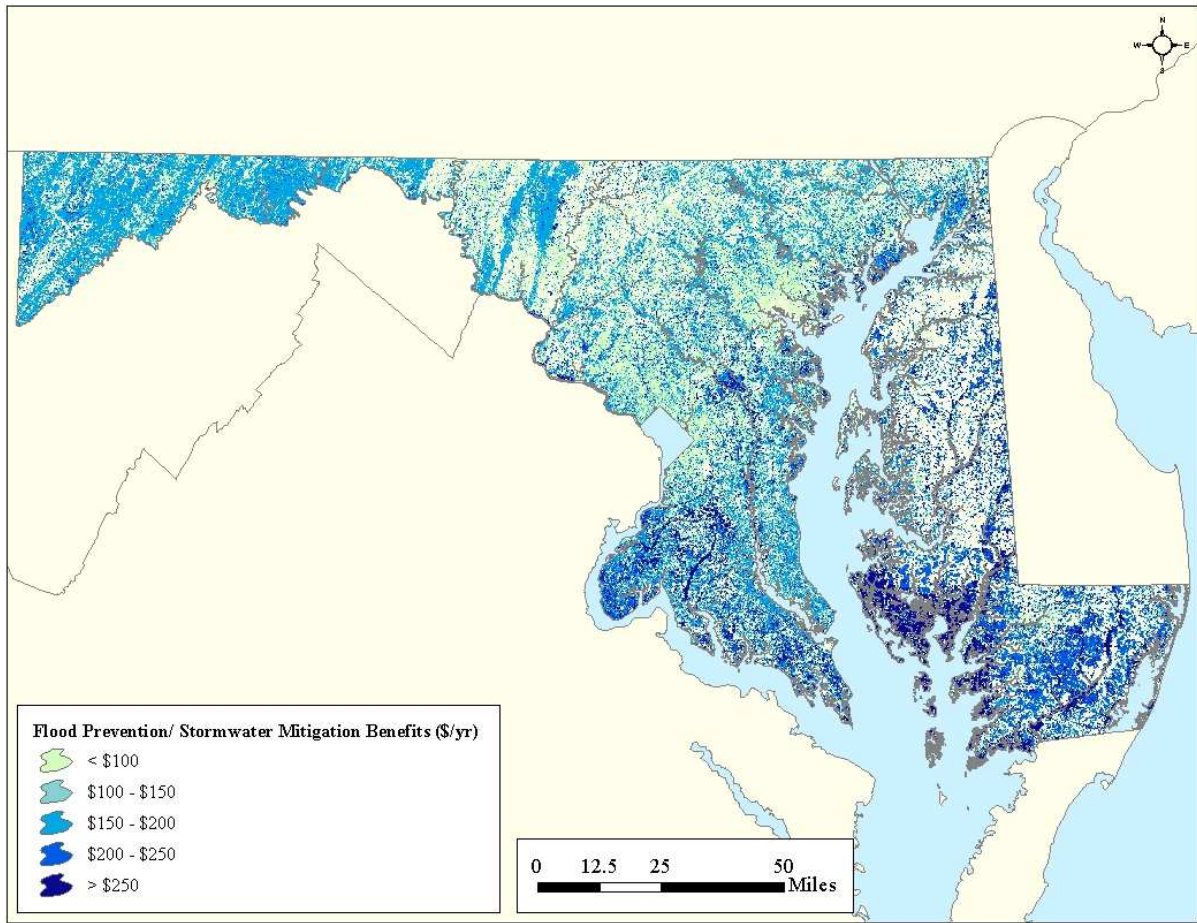 N
W E
S
Flood Prevention/ Stormwater Mitigation Benefits ($/yr)
< $100
$100 - $150
$150 - $200
$200 - $250
> $250
0 12.5 25 50
Miles